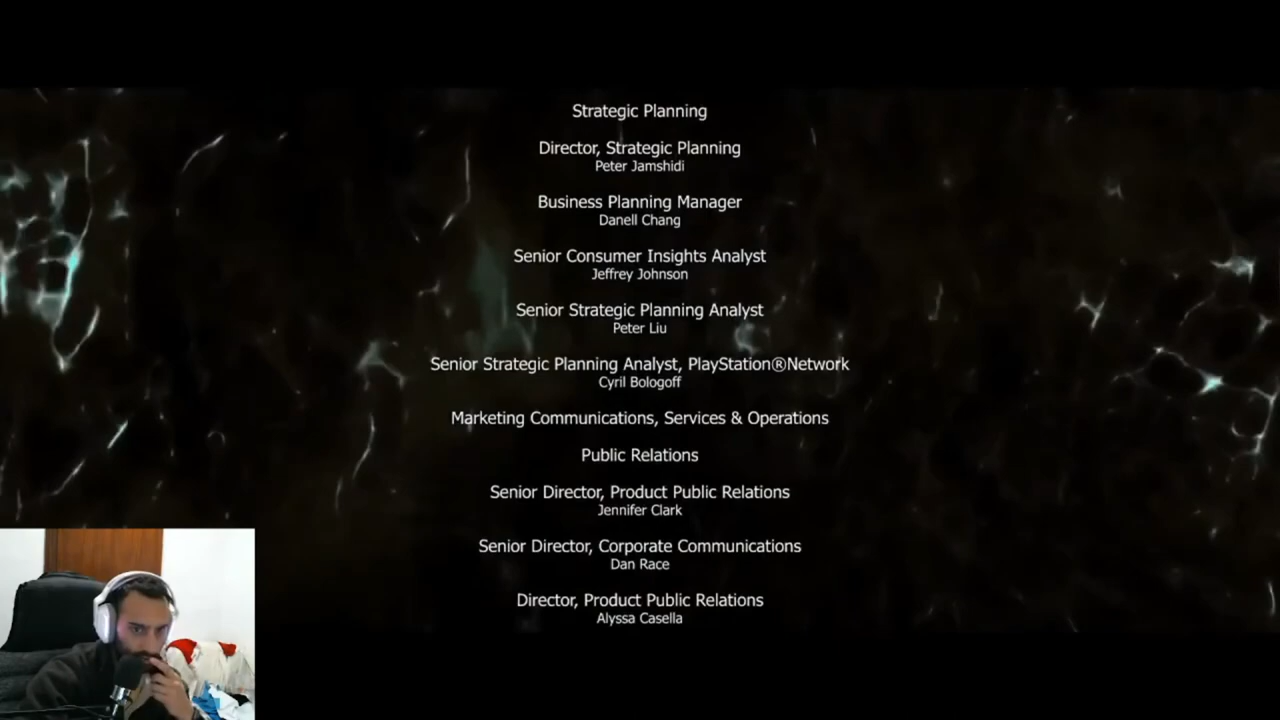 Strategic Planning
Director, Strategic Planning
Peter Jamshidi
Business Planning Manager
Danell Chang
Senior Consumer Insights Analyst
Jeffrey Johnson
Senior Strategic Planning Analyst
Peter Liu
Senior Strategic Planning Analyst, PlayStation®Network
Cyril Bologoff
Marketing Communications, Services & Operations
Public Relations
Senior Director, Product Public Relations
Jennifer Clark
Senior Director, Corporate Communications
Dan Race
Director, Product Public Relations
Alyssa Casella